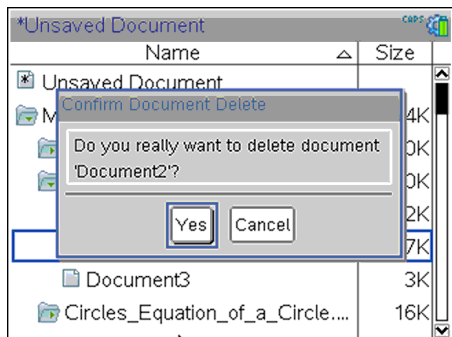 *Unsaved Document
CAPS
Name Size
Unsaved Document
Confirm Document Delete
M 4K
Do you really want to delete document
0K
'Document2'?
0K
2K
Yes Cancel
7K
Document3 3K
Circles_Equation_of_a_Circle.... 16K